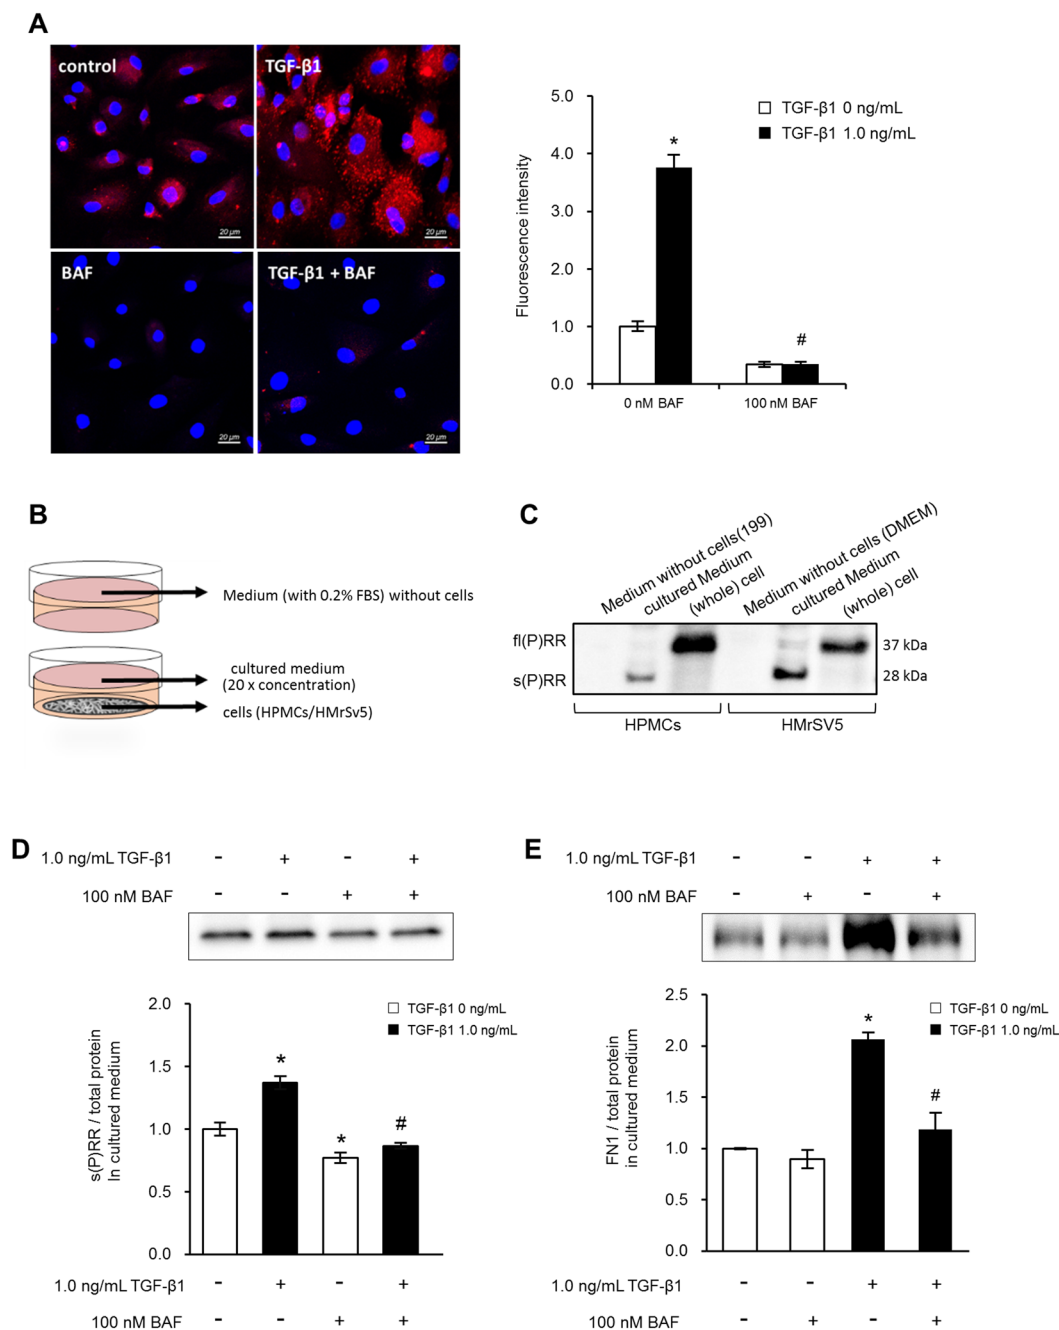 A
control
TGF-β1
20 µm
20 µm
BAF
TGF-β1 + BAF
20 µm
20 µm
Fluorescence intensity
5.0
4.0
3.0
2.0
1.0
0.0
TGF-β1 0 ng/mL
TGF-β1 1.0 ng/mL
*
#
0 nM BAF
100 nM BAF
B
Medium (with 0.2% FBS) without cells
cultured medium
(20 x concentration)
cells (HPMCs/HMrSv5)
C
Medium without cells(199)
cultured Medium
(whole) cell
Medium without cells (DMEM)
cultured Medium
(whole) cell
fl(P)RR
s(P)RR
37 kDa
28 kDa
HPMCs
HMrSV5
D
1.0 ng/mL TGF-β1 - + - +
100 nM BAF - - + +
s(P)RR / total protein
In cultured medium
2.0
1.5
1.0
0.5
0.0
TGF-β1 0 ng/mL
TGF-β1 1.0 ng/mL
*
*
#
1.0 ng/mL TGF-β1 - + - +
100 nM BAF - - + +
E
1.0 ng/mL TGF-β1 - - + +
100 nM BAF - + - +
FN1 / total protein
in cultured medium
2.5
2.0
1.5
1.0
0.5
0.0
TGF-β1 0 ng/mL
TGF-β1 1.0 ng/mL
*
#
1.0 ng/mL TGF-β1 - - + +
100 nM BAF - + - +